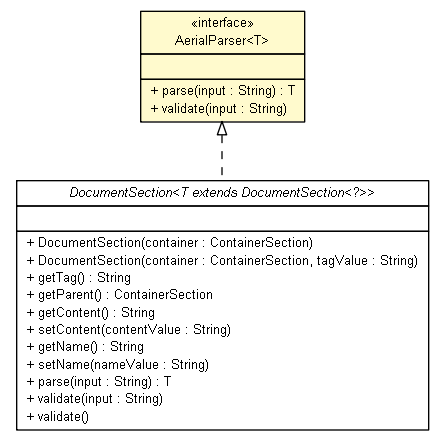 «interface»
AerialParser<T>
+ parse(input : String) : T
+ validate(input : String)
DocumentSection<T extends DocumentSection<?>>
+ DocumentSection(container : ContainerSection)
+ DocumentSection(container : ContainerSection, tagValue : String)
+ getTag() : String
+ getParent() : ContainerSection
+ getContent() : String
+ setContent(contentValue : String)
+ getName() : String
+ setName(nameValue : String)
+ parse(input : String) : T
+ validate(input : String)
+ validate()